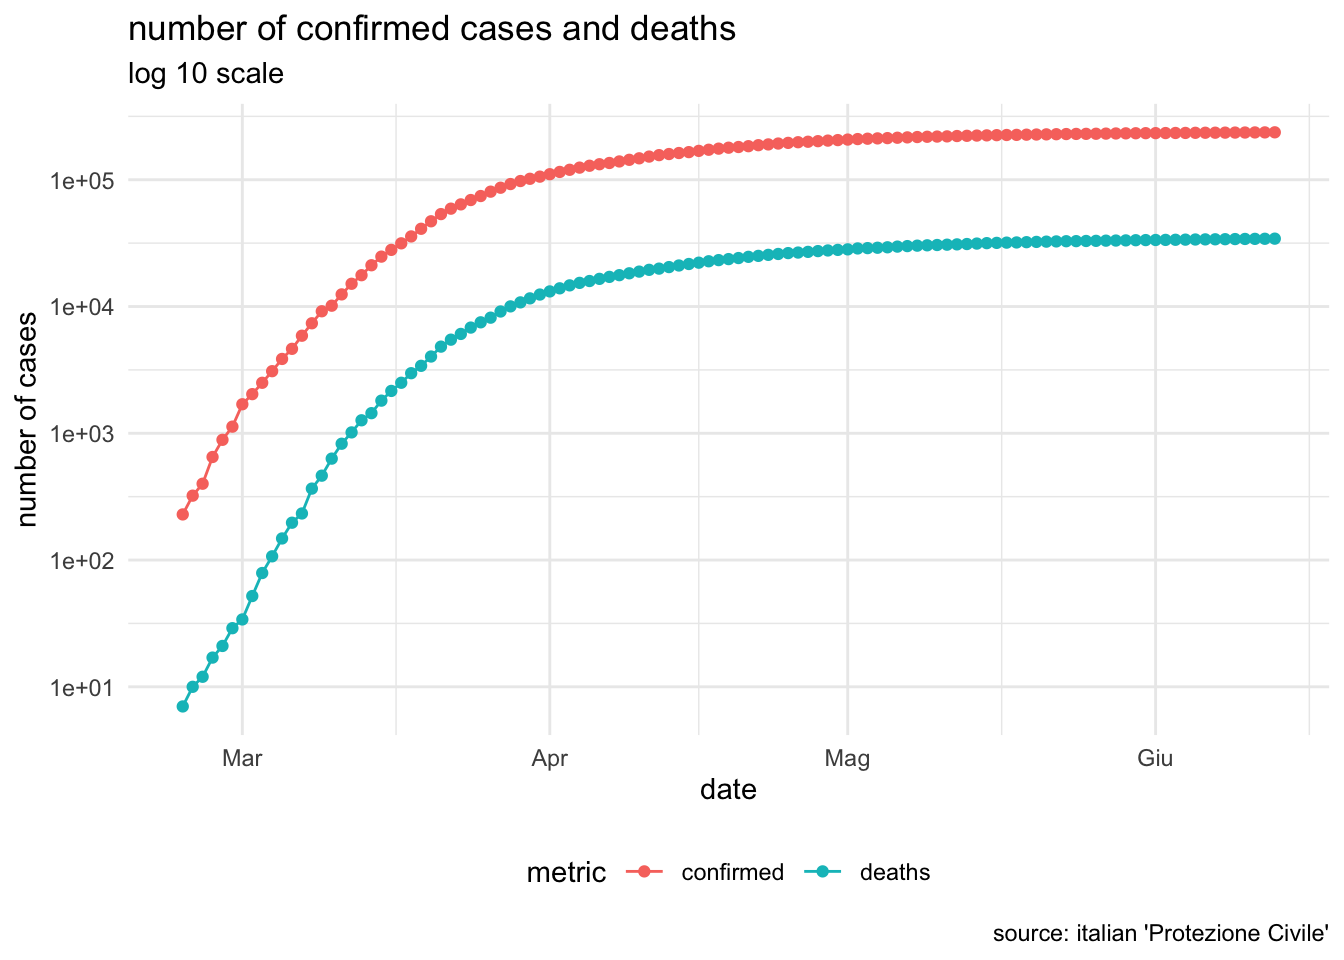 number of confirmed cases and deaths
log 10 scale
number of cases
1e+05
1e+04
1e+03
1e+02
1e+01
Mar Apr Mag Giu
date
metric confirmed deaths
source: italian 'Protezione Civile'